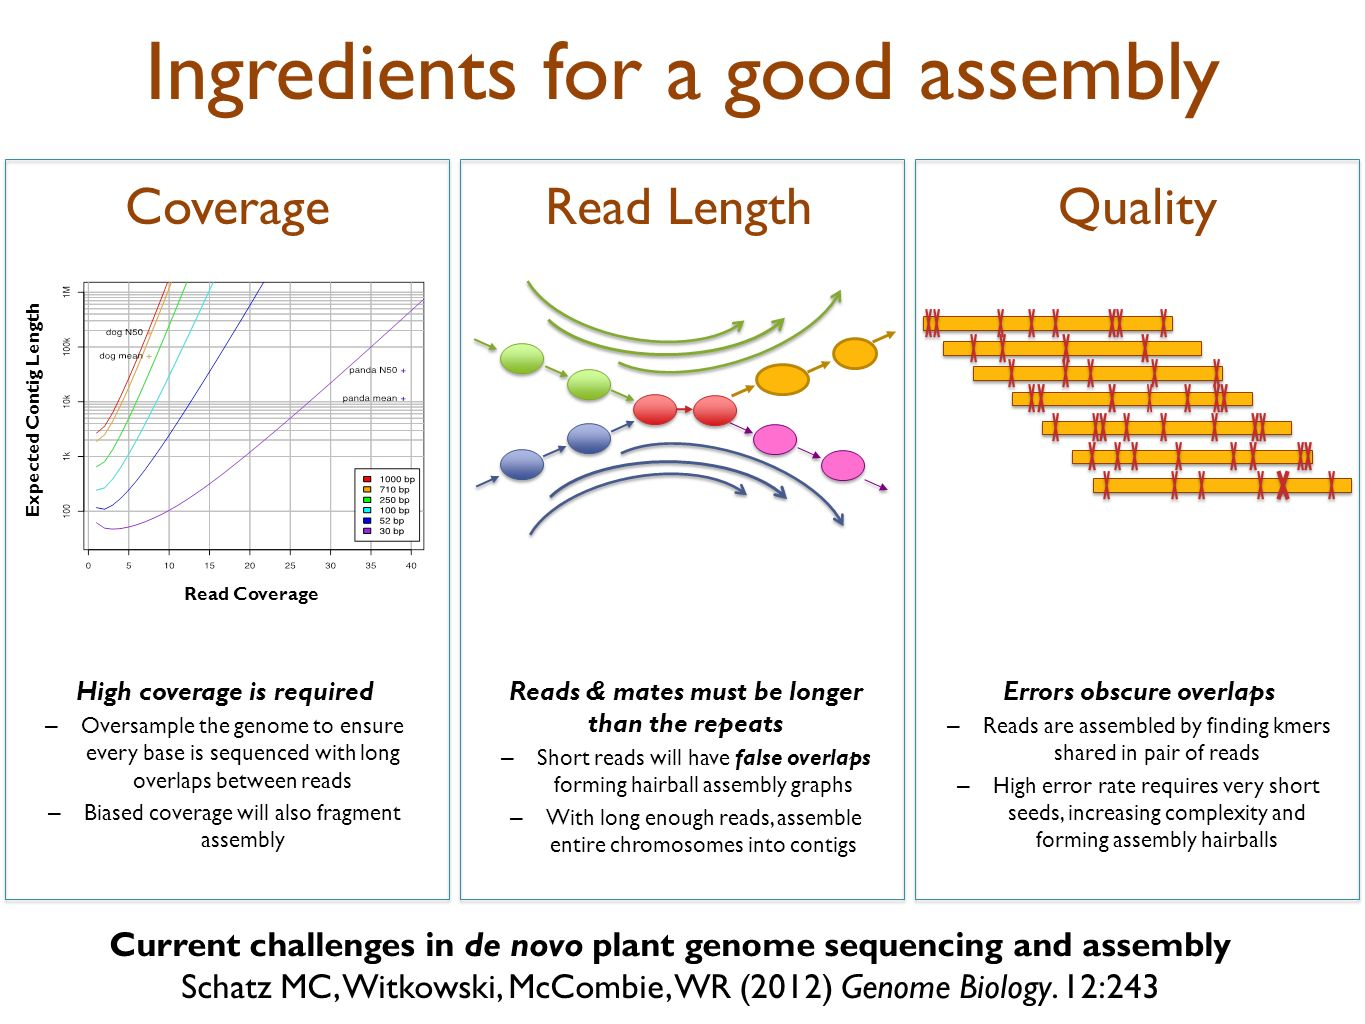 Ingredients for a good assembly
Coverage
Expected Contig Length
1M
100k
10k
1k
100
dog N50 +
dog mean +
panda N50 +
panda mean +
1000 bp
710 bp
250 bp
100 bp
52 bp
30 bp
0 5 10 15 20 25 30 35 40
Read Coverage
High coverage is required
– Oversample the genome to ensure
every base is sequenced with long
overlaps between reads
– Biased coverage will also fragment
assembly
Read Length
Reads & mates must be longer
than the repeats
– Short reads will have false overlaps
forming hairball assembly graphs
– With long enough reads, assemble
entire chromosomes into contigs
Quality
Errors obscure overlaps
– Reads are assembled by finding kmers
shared in pair of reads
– High error rate requires very short
seeds, increasing complexity and
forming assembly hairballs
Current challenges in de novo plant genome sequencing and assembly
Schatz MC, Witkowski, McCombie, WR (2012) Genome Biology. 12:243